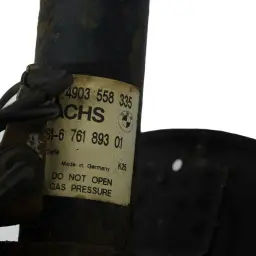 4903 558 335
ACHS
-6 761 893 01
Made in Germany K26
DO NOT OPEN
GAS PRESSURE